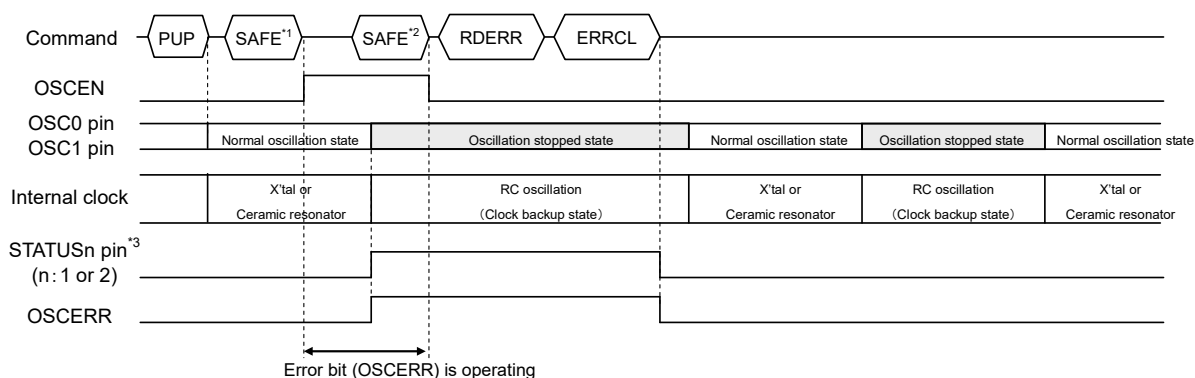 Command PUP SAFE*1 SAFE*2 RDERR ERRCL
OSCEN
OSC0 pin
OSC1 pin
Normal oscillation state Oscillation stopped state Normal oscillation state Oscillation stopped state Normal oscillation state
Internal clock
X'tal or RC oscillation X'tal or RC oscillation X'tal or
Ceramic resonator (Clock backup state) Ceramic resonator (Clock backup state) Ceramic resonator
STATUSn pin*3
(n: 1 or 2)
OSCERR
Error bit (OSCERR) is operating